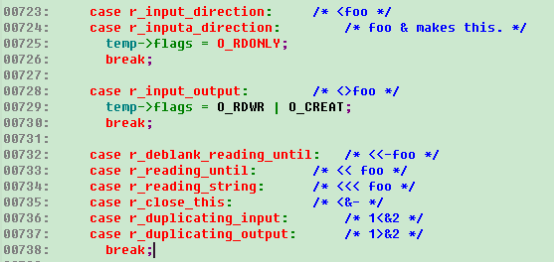 00723:     case r_input_direction:     /* <foo */
00724:     case r_inputa_direction:         /* foo & makes this. */
00725:       temp->flags = O_RDONLY;
00726:       break;
00727:
00728:     case r_input_output:     /* <>foo */
00729:       temp->flags = O_RDWR | O_CREAT;
00730:       break;
00731:
00732:     case r_deblank_reading_until:   /* <<-foo */
00733:     case r_reading_until:       /* << foo */
00734:     case r_reading_string:      /* <<< foo */
00735:     case r_close_this:          /* <&- */
00736:     case r_duplicating_input:       /* 1<&2 */
00737:     case r_duplicating_output:      /* 1>&2 */
00738:       break;